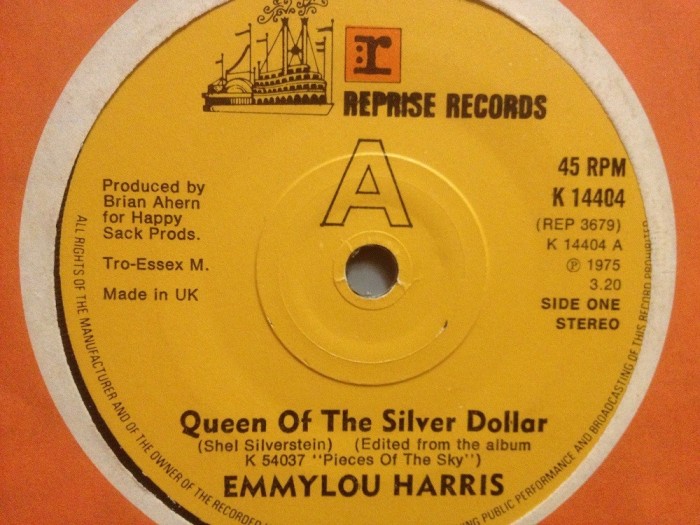 r
REPRISE RECORDS
A
Produced by
Brian Ahern
for Happy
Sack Prods.
Tro-Essex M.
Made in UK
45 RPM
K 14404
(REP 3679)
K 14404 A
℗ 1975
3.20
SIDE ONE
STEREO
Queen Of The Silver Dollar
(Shel Silverstein) (Edited from the album
K 54037 "Pieces Of The Sky")
EMMYLOU HARRIS
ALL RIGHTS OF THE MANUFACTURER AND OF THE OWNER OF THE RECORDED
PUBLIC PERFORMANCE AND BROADCASTING OF THIS RECORD PROHIBITED